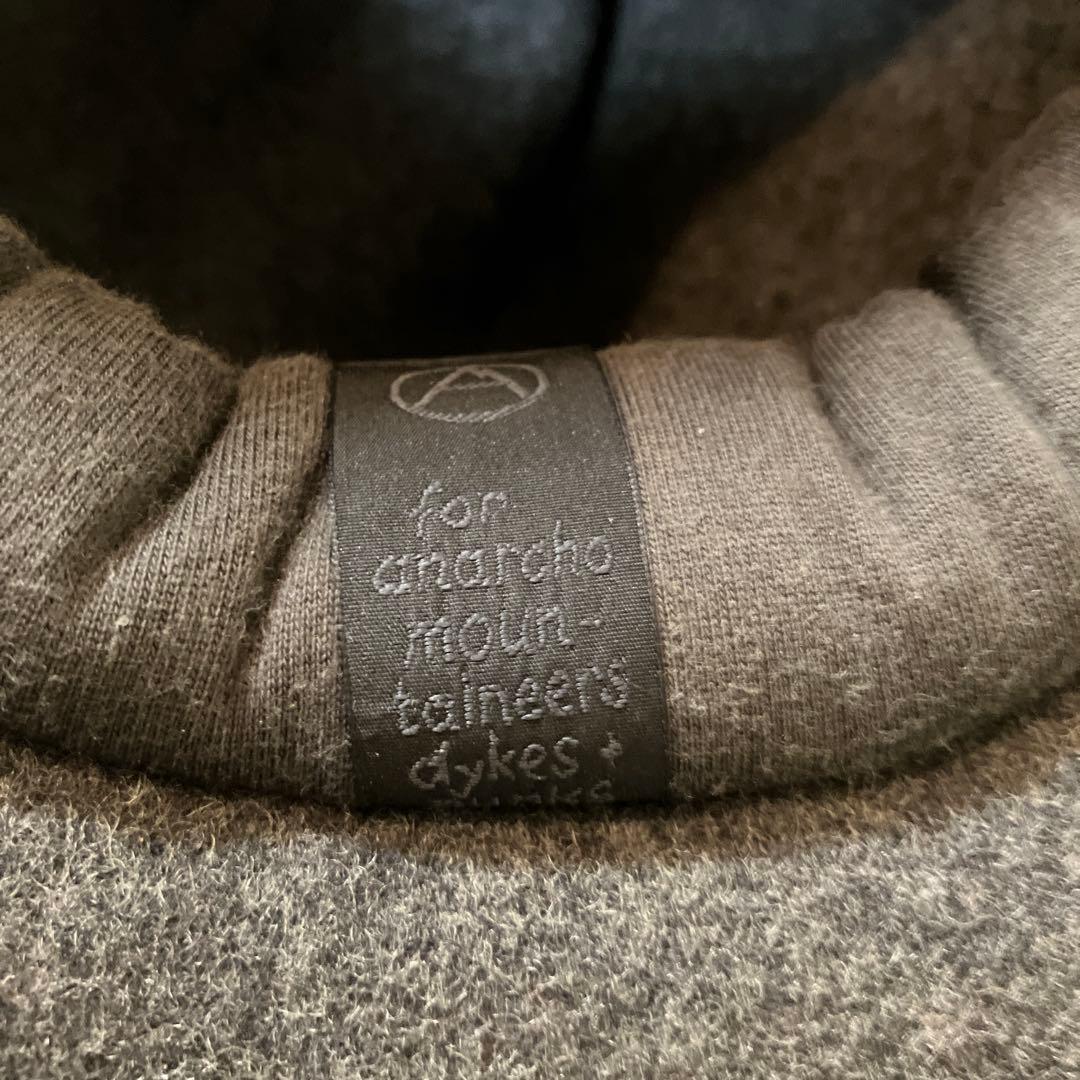 for
anarcho
moun-
taineers
dykes +